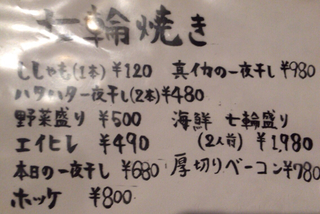 七輪焼き
ししゃも(1本) ¥120 真イカの一夜干し ¥980
ハタハタ一夜干し(2本) ¥480
野菜盛り ¥500 海鮮 七輪盛り
エイヒレ ¥490 (2人前) ¥1,980
本日の一夜干し ¥680 厚切りベーコン ¥780
ホッケ ¥800